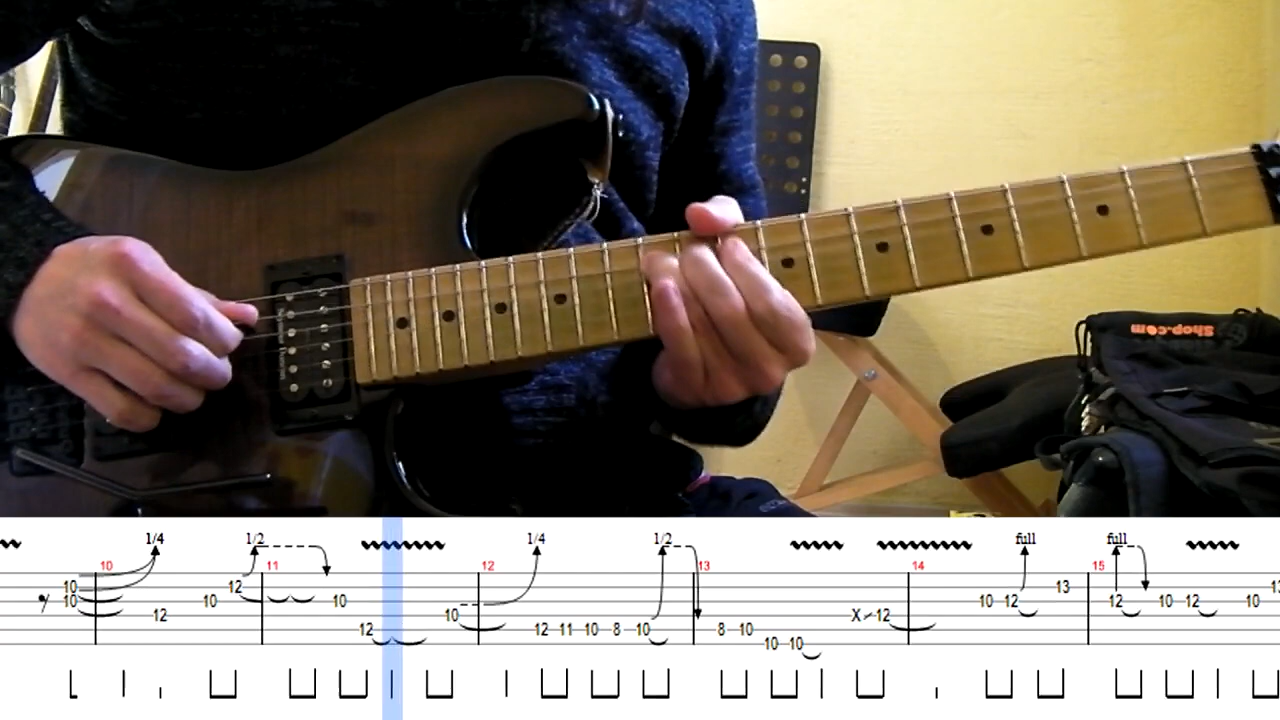 Shop.com
1/4 1/2 1/4 1/2 full full
10 11 12 13 14 15
10 12 13 13
10 10 10 10 12 12 10 12 10
12 10 X 12
12 12 11 10 8 10 8 10
10 10